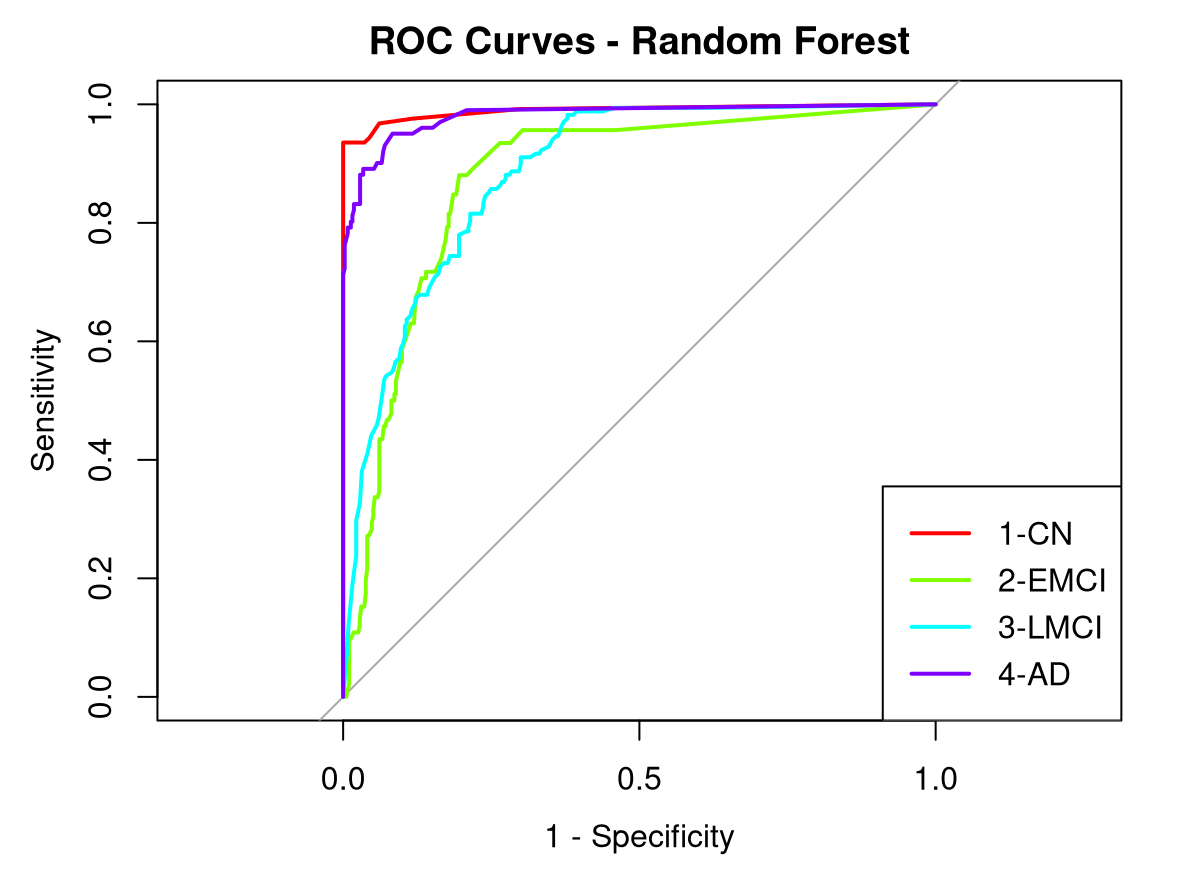 ROC Curves - Random Forest
Sensitivity
1.0
0.8
0.6
0.4
0.2
0.0
0.0 0.5 1.0
1 - Specificity
1-CN
2-EMCI
3-LMCI
4-AD